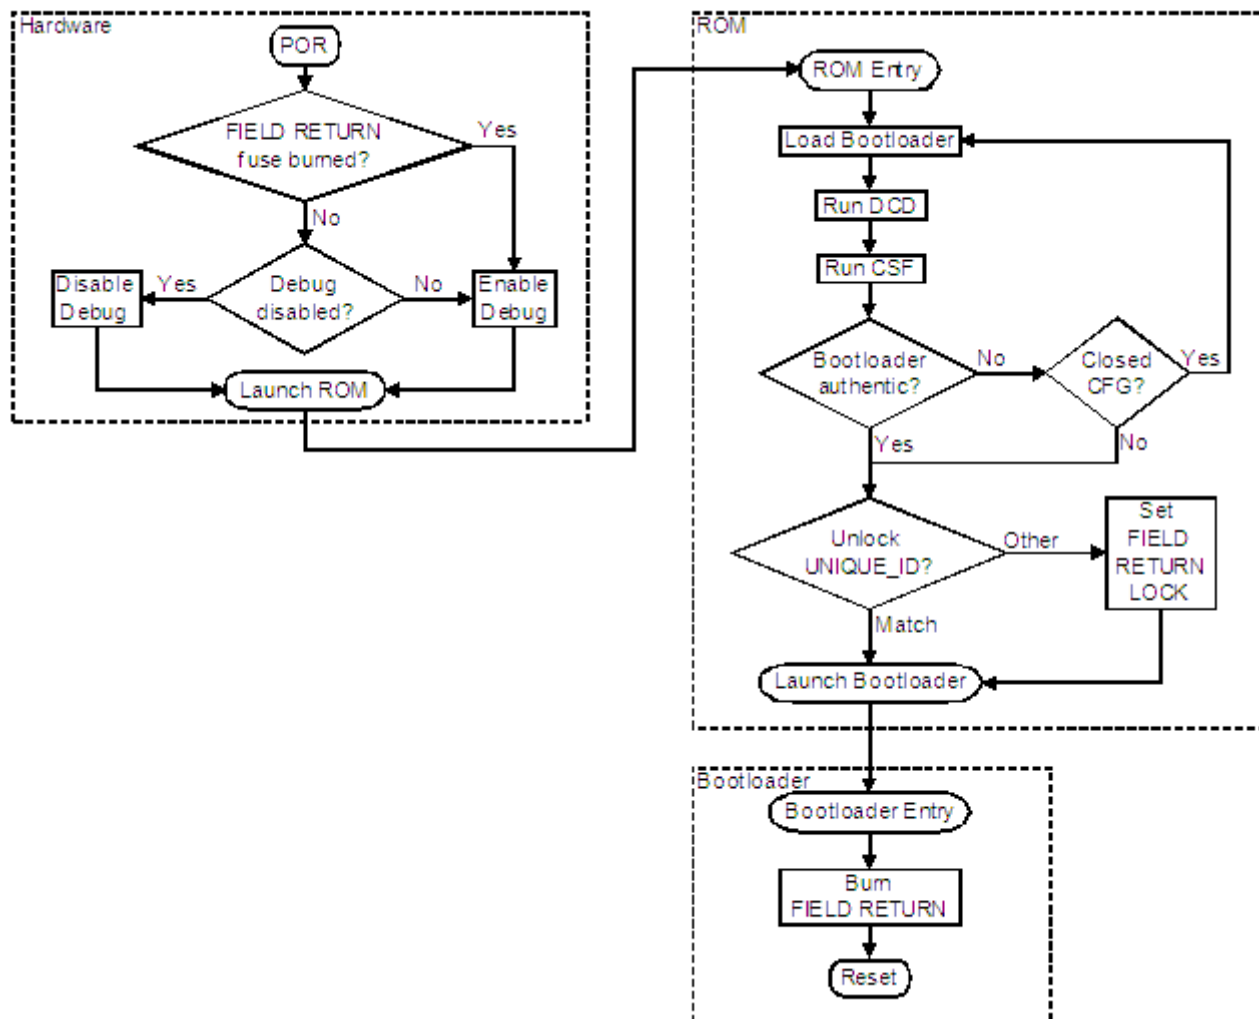 Hardware
POR
FIELD RETURN
fuse burned?
Yes
No
Debug
disabled?
Yes
No
Disable
Debug
Enable
Debug
Launch ROM
ROM
ROM Entry
Load Bootloader
Run DCD
Run CSF
Bootloader
authentic?
No
Closed
CFG?
Yes
Yes
No
Unlock
UNIQUE_ID?
Other
Set
FIELD
RETURN
LOCK
Match
Launch Bootloader
Bootloader
Bootloader Entry
Burn
FIELD RETURN
Reset